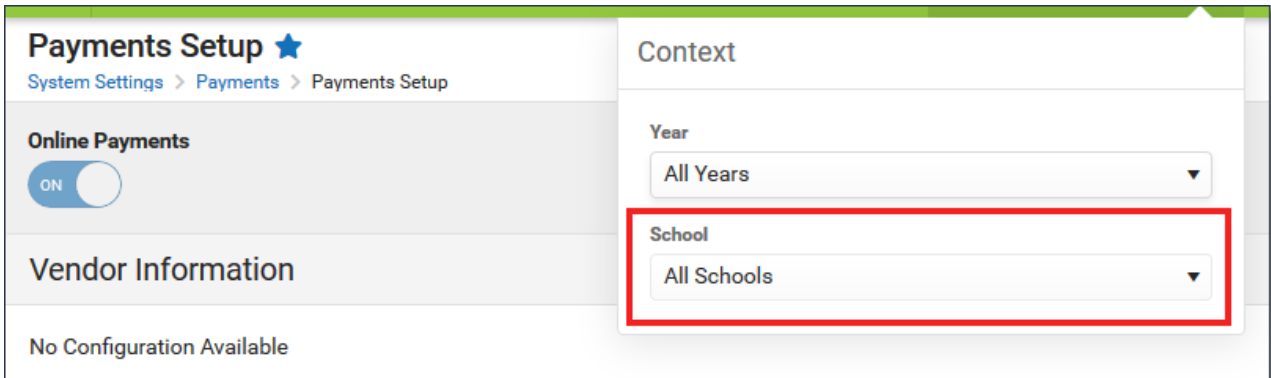 Payments Setup
System Settings > Payments > Payments Setup
Online Payments
ON
Vendor Information
No Configuration Available
Context
Year
All Years
School
All Schools